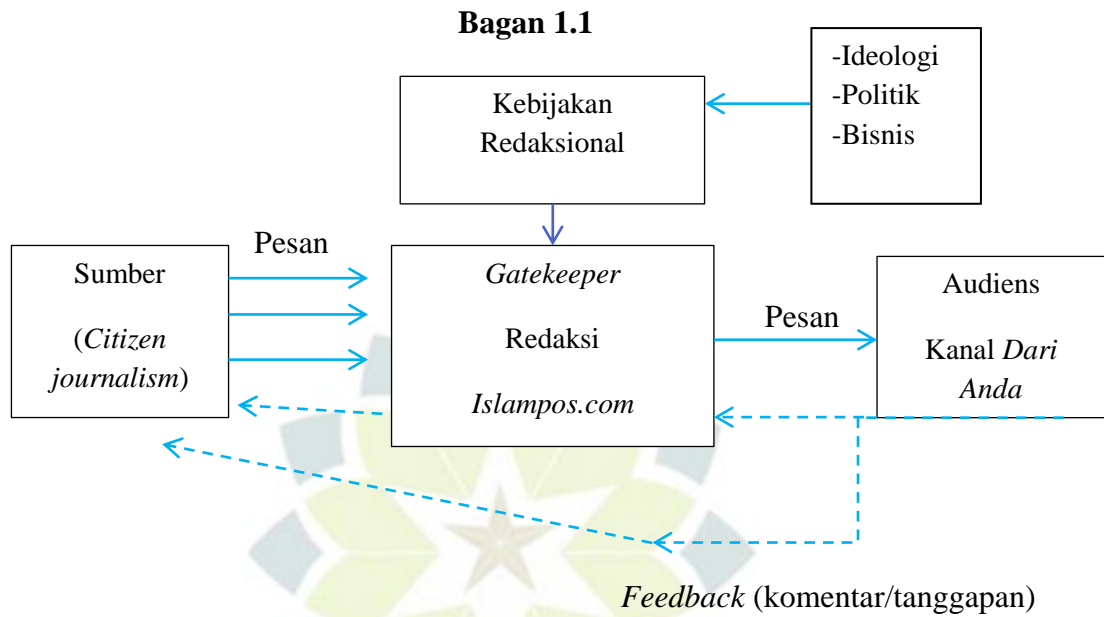 Bagan 1.1
-Ideologi
-Politik
-Bisnis
Kebijakan
Redaksional
Pesan
Sumber
(Citizen
journalism)
Gatekeeper
Redaksi
Islampos.com
Pesan
Audiens
Kanal Dari
Anda
Feedback (komentar/tanggapan)